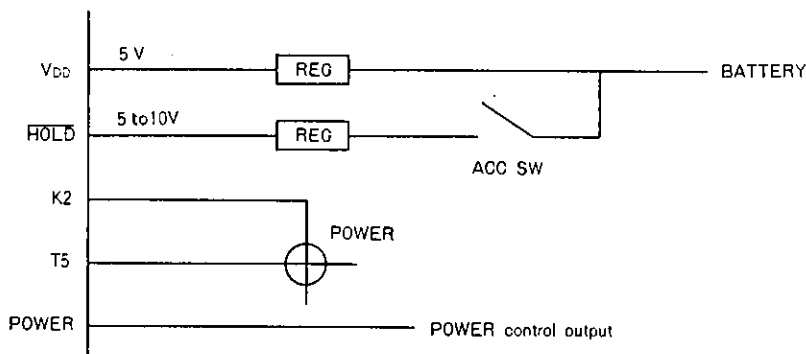 5 V
VDD
REG
BATTERY
5 to10V
HOLD
REG
ACC SW
K2
POWER
T5
POWER
POWER control output